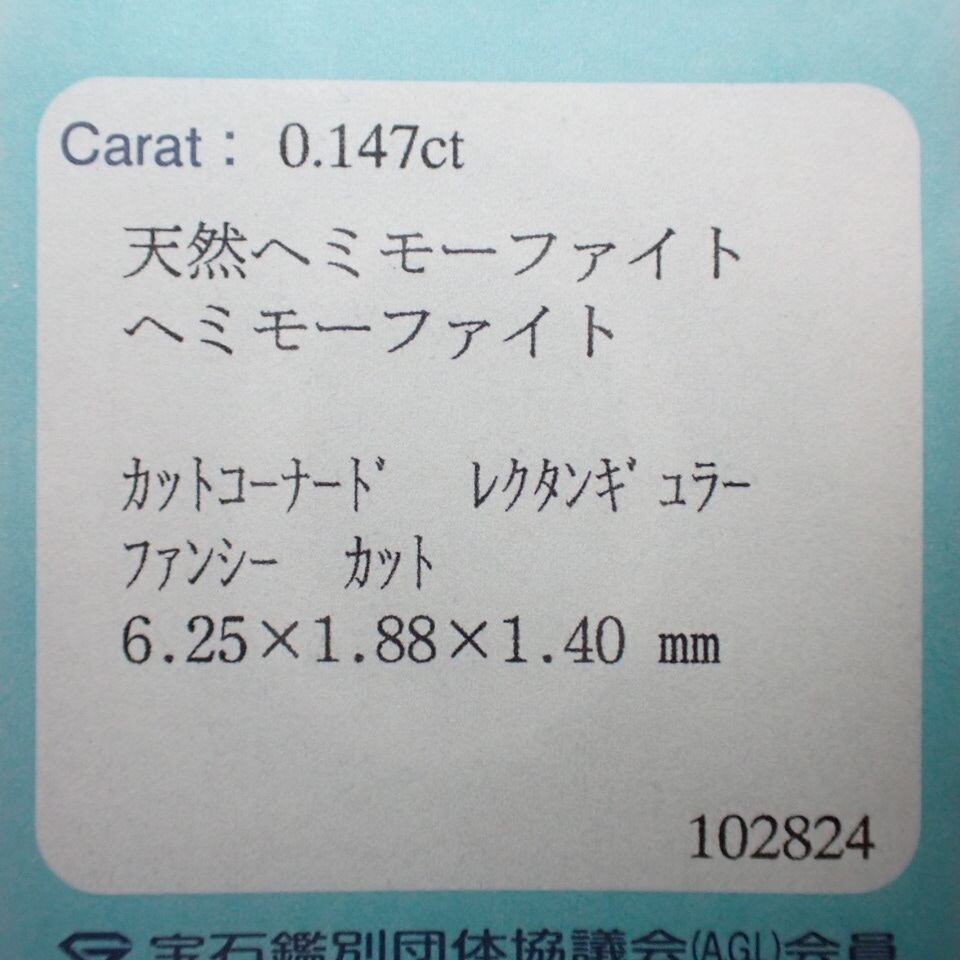 Carat： 0.147ct
天然ヘミモーファイト
ヘミモーファイト
ｶｯﾄｺｰﾅｰﾄﾞ ﾚｸﾀﾝｷﾞｭﾗｰ
ﾌｧﾝｼｰ ｶｯﾄ
6.25×1.88×1.40 mm
102824
宝石鑑別団体協議会(AGL)会員